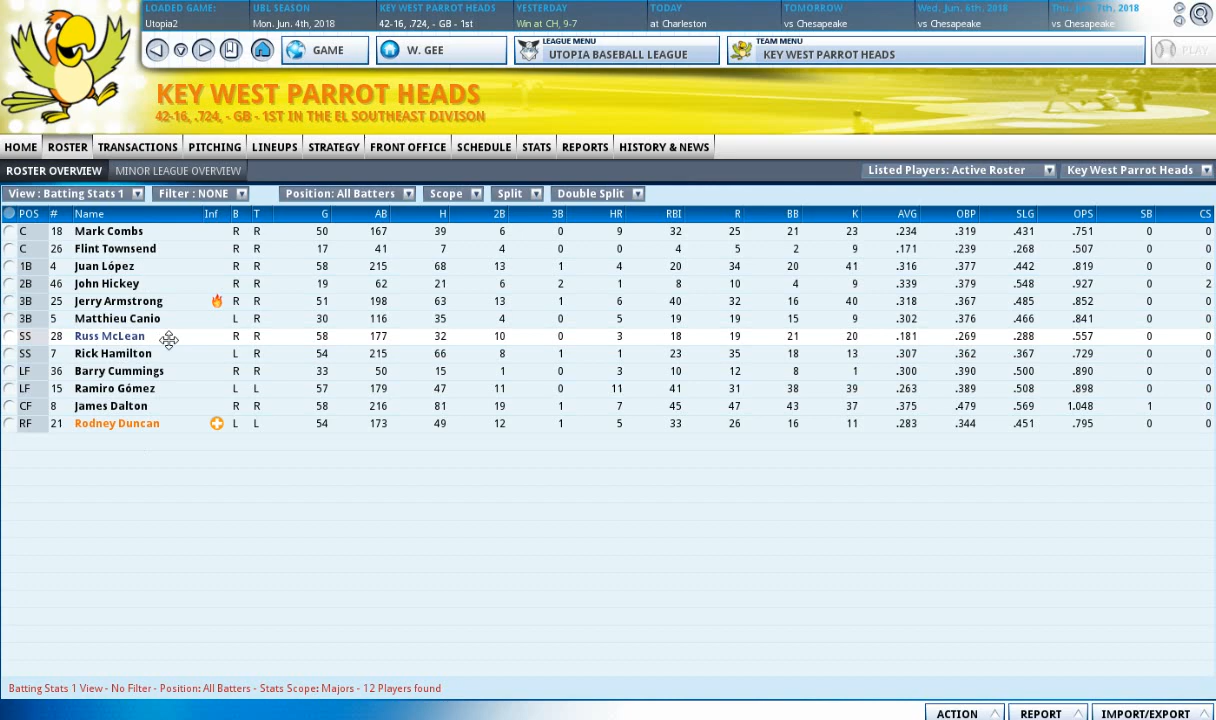 LOADED GAME: UBL SEASON KEY WEST PARROT HEADS YESTERDAY TODAY TOMORROW Wed. Jun. 6th, 2018 Thu. Jun. 7th, 2018
Utopia2 Mon. Jun. 4th, 2018 42-16, .724, - GB - 1st Win at CH, 9-7 at Charleston vs Chesapeake vs Chesapeake vs Chesapeake
GAME W. GEE LEAGUE MENU UTOPIA BASEBALL LEAGUE TEAM MENU KEY WEST PARROT HEADS PLAY
KEY WEST PARROT HEADS
42-16, .724, - GB - 1ST IN THE EL SOUTHEAST DIVISON
HOME ROSTER TRANSACTIONS PITCHING LINEUPS STRATEGY FRONT OFFICE SCHEDULE STATS REPORTS HISTORY & NEWS
ROSTER OVERVIEW MINOR LEAGUE OVERVIEW Listed Players: Active Roster Key West Parrot Heads
View : Batting Stats 1 Filter : NONE Position: All Batters Scope Split Double Split
POS # Name Inf B T G AB H 2B 3B HR RBI R BB K AVG OBP SLG OPS SB CS
C 18 Mark Combs R R 50 167 39 6 0 9 32 25 21 23 .234 .319 .431 .751 0 0
C 26 Flint Townsend R R 17 41 7 4 0 0 4 5 2 9 .171 .239 .268 .507 0 0
1B 4 Juan López R R 58 215 68 13 1 4 20 34 20 41 .316 .377 .442 .819 0 0
2B 46 John Hickey R R 19 62 21 6 2 1 8 10 4 9 .339 .379 .548 .927 0 2
3B 25 Jerry Armstrong R R 51 198 63 13 1 6 40 32 16 40 .318 .367 .485 .852 0 0
3B 5 Matthieu Canio L R 30 116 35 4 0 5 19 19 15 9 .302 .376 .466 .841 0 0
SS 28 Russ McLean R R 58 177 32 10 0 3 18 19 21 20 .181 .269 .288 .557 0 0
SS 7 Rick Hamilton L R 54 215 66 8 1 1 23 35 18 13 .307 .362 .367 .729 0 0
LF 36 Barry Cummings R R 33 50 15 1 0 3 10 12 8 1 .300 .390 .500 .890 0 0
LF 15 Ramiro Gómez L L 57 179 47 11 0 11 41 31 38 39 .263 .389 .508 .898 0 0
CF 8 James Dalton R R 58 216 81 19 1 7 45 47 43 37 .375 .479 .569 1.048 1 0
RF 21 Rodney Duncan L L 54 173 49 12 1 5 33 26 16 11 .283 .344 .451 .795 0 0
Batting Stats 1 View - No Filter - Position: All Batters - Stats Scope: Majors - 12 Players found
ACTION REPORT IMPORT/EXPORT